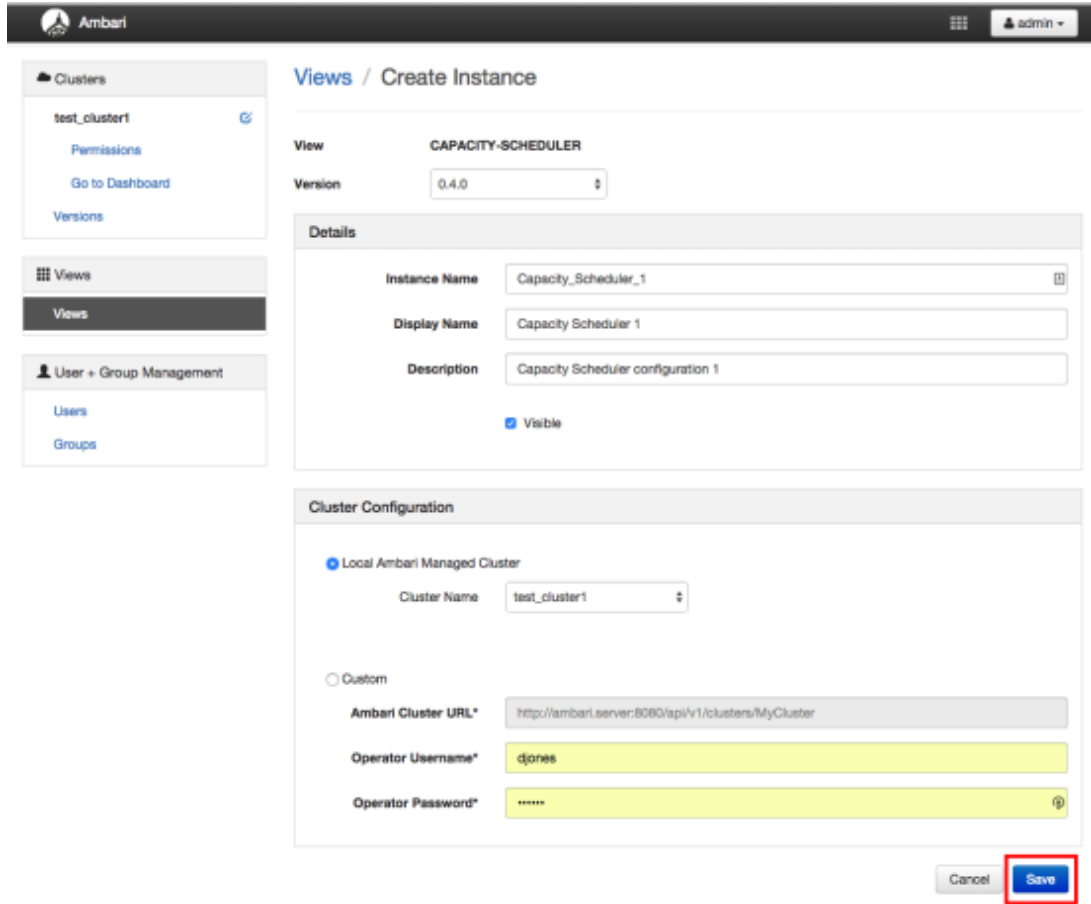 Ambari
admin
Clusters
test_cluster1
Permissions
Go to Dashboard
Versions
Views
Views
User + Group Management
Users
Groups
Views / Create Instance
View CAPACITY-SCHEDULER
Version 0.4.0
Details
Instance Name Capacity_Scheduler_1
Display Name Capacity Scheduler 1
Description Capacity Scheduler configuration 1
Visible
Cluster Configuration
Local Ambari Managed Cluster
Cluster Name test_cluster1
Custom
Ambari Cluster URL* http://ambari.server:8080/api/v1/clusters/MyCluster
Operator Username* djones
Operator Password* ••••••
Cancel Save